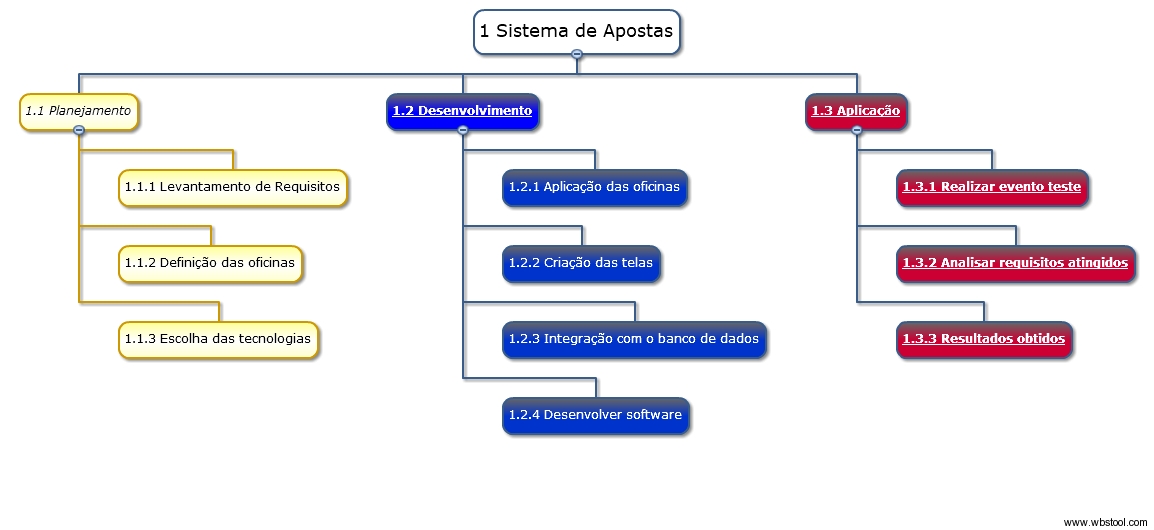 1 Sistema de Apostas
1.1 Planejamento
1.2 Desenvolvimento
1.3 Aplicação
1.1.1 Levantamento de Requisitos
1.2.1 Aplicação das oficinas
1.3.1 Realizar evento teste
1.1.2 Definição das oficinas
1.2.2 Criação das telas
1.3.2 Analisar requisitos atingidos
1.1.3 Escolha das tecnologias
1.2.3 Integração com o banco de dados
1.3.3 Resultados obtidos
1.2.4 Desenvolver software
www.wbstool.com